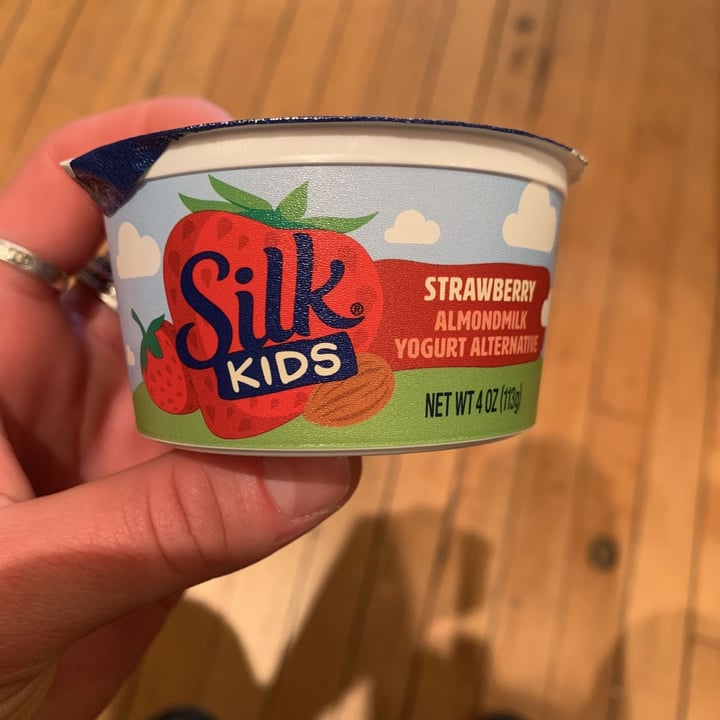 Silk®
KIDS
STRAWBERRY
ALMONDMILK
YOGURT ALTERNATIVE
NET WT 4 OZ (113g)